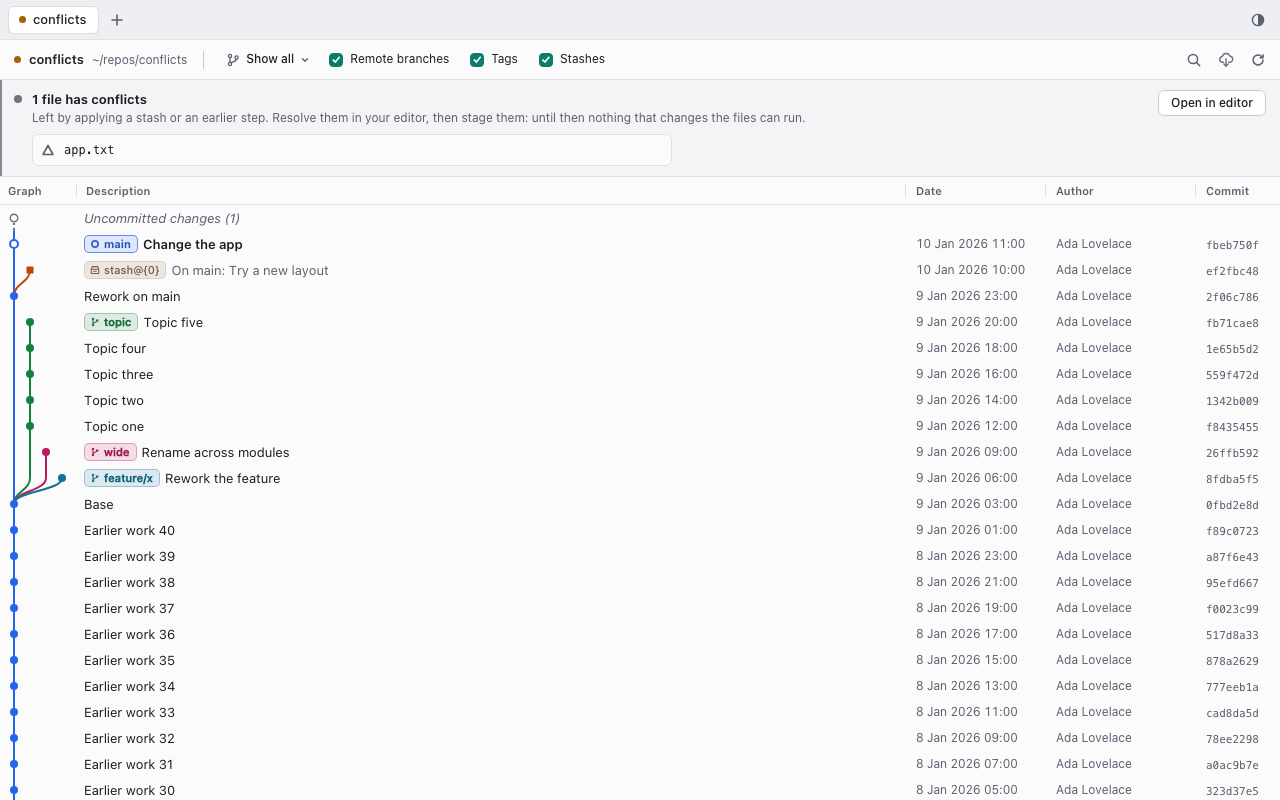 conflicts
conflicts ~/repos/conflicts Show all Remote branches Tags Stashes
1 file has conflicts
Left by applying a stash or an earlier step. Resolve them in your editor, then stage them: until then nothing that changes the files can run.
Open in editor
app.txt
Graph Description Date Author Commit
Uncommitted changes (1)
main Change the app 10 Jan 2026 11:00 Ada Lovelace fbeb750f
stash@{0} On main: Try a new layout 10 Jan 2026 10:00 Ada Lovelace ef2fbc48
Rework on main 9 Jan 2026 23:00 Ada Lovelace 2f06c786
topic Topic five 9 Jan 2026 20:00 Ada Lovelace fb71cae8
Topic four 9 Jan 2026 18:00 Ada Lovelace 1e65b5d2
Topic three 9 Jan 2026 16:00 Ada Lovelace 559f472d
Topic two 9 Jan 2026 14:00 Ada Lovelace 1342b009
Topic one 9 Jan 2026 12:00 Ada Lovelace f8435455
wide Rename across modules 9 Jan 2026 09:00 Ada Lovelace 26ffb592
feature/x Rework the feature 9 Jan 2026 06:00 Ada Lovelace 8fdba5f5
Base 9 Jan 2026 03:00 Ada Lovelace 0fbd2e8d
Earlier work 40 9 Jan 2026 01:00 Ada Lovelace f89c0723
Earlier work 39 8 Jan 2026 23:00 Ada Lovelace a87f6e43
Earlier work 38 8 Jan 2026 21:00 Ada Lovelace 95efd667
Earlier work 37 8 Jan 2026 19:00 Ada Lovelace f0023c99
Earlier work 36 8 Jan 2026 17:00 Ada Lovelace 517d8a33
Earlier work 35 8 Jan 2026 15:00 Ada Lovelace 878a2629
Earlier work 34 8 Jan 2026 13:00 Ada Lovelace 777eeb1a
Earlier work 33 8 Jan 2026 11:00 Ada Lovelace cad8da5d
Earlier work 32 8 Jan 2026 09:00 Ada Lovelace 78ee2298
Earlier work 31 8 Jan 2026 07:00 Ada Lovelace a0ac9b7e
Earlier work 30 8 Jan 2026 05:00 Ada Lovelace 323d37e5